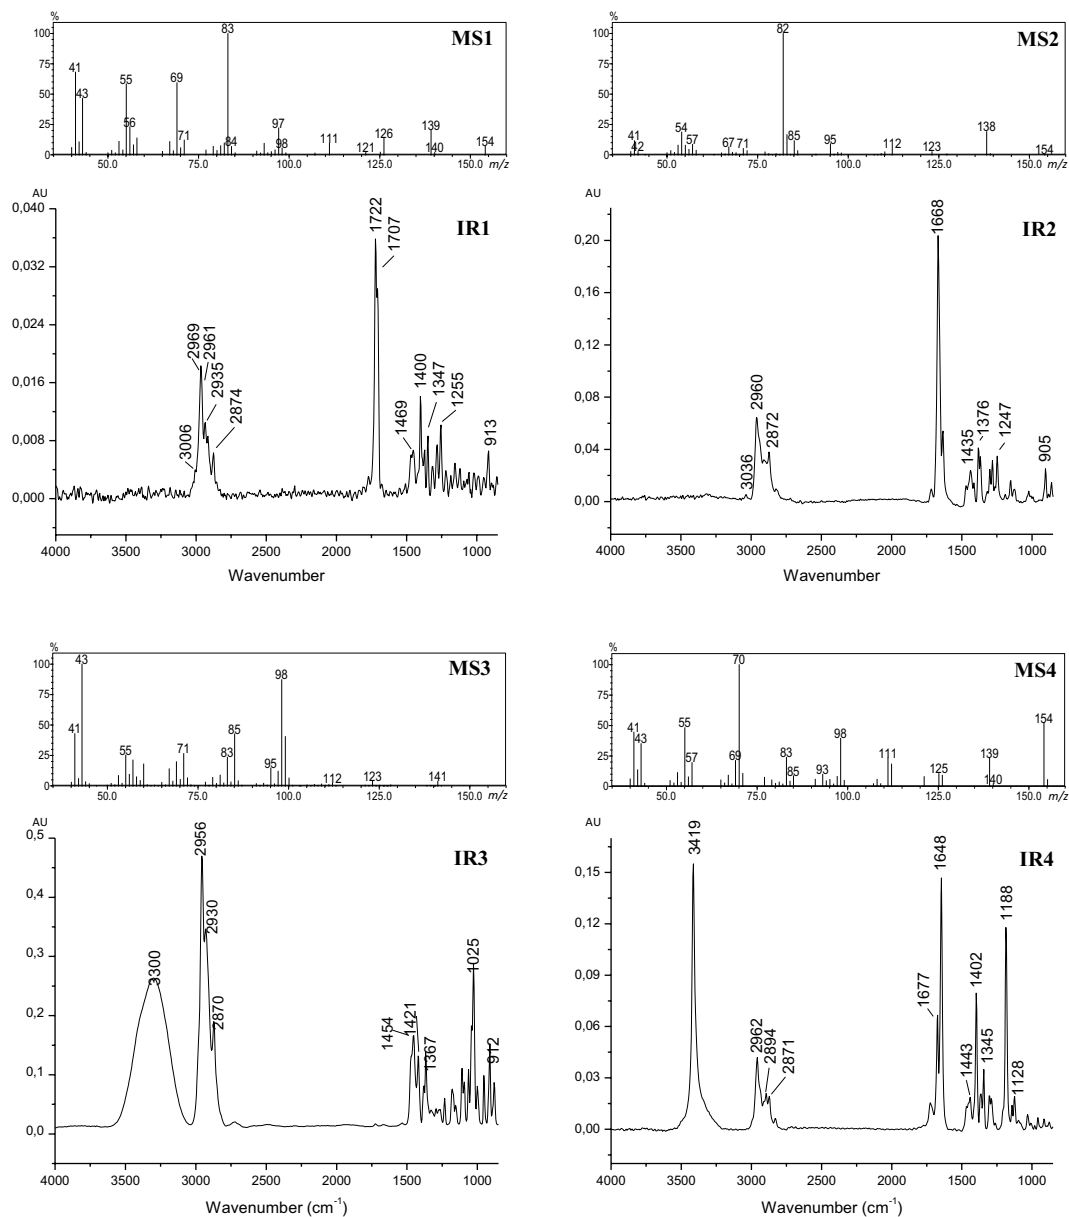 % MS1
100 83
75
41 55 69
50 43
25 56 71 84 97 98 111 121 126 139 140 154
0
50.0 75.0 100.0 125.0 150.0 m/z
% MS2
100 82
75
50
25 41 42 54 57 67 71 85 95 112 123 138 154
0
50.0 75.0 100.0 125.0 150.0 m/z
AU
IR1
0,040
0,032
0,024
0,016
0,008
0,000
3006 2969 2961 2935 2874 1722 1707 1469 1400 1347 1255 913
4000 3500 3000 2500 2000 1500 1000
Wavenumber
AU
IR2
0,20
0,16
0,12
0,08
0,04
0,00
3036 2960 2872 1668 1435 1376 1247 905
4000 3500 3000 2500 2000 1500 1000
Wavenumber
% MS3
100 43 98
75
50 41 85
25 55 71 83 95 112 123 141
0
50.0 75.0 100.0 125.0 150.0 m/z
% MS4
100 70
75
50 41 43 55 98 154
25 57 69 83 85 93 111 125 139 140
0
50.0 75.0 100.0 125.0 150.0 m/z
AU
IR3
0,5
0,4
0,3
0,2
0,1
0,0
3300 2956 2930 2870 1454 1421 1367 1025 912
4000 3500 3000 2500 2000 1500 1000
Wavenumber (cm-1)
AU
IR4
0,15
0,12
0,09
0,06
0,03
0,00
3419 2962 2894 2871 1677 1648 1443 1402 1345 1188 1128
4000 3500 3000 2500 2000 1500 1000
Wavenumber (cm-1)